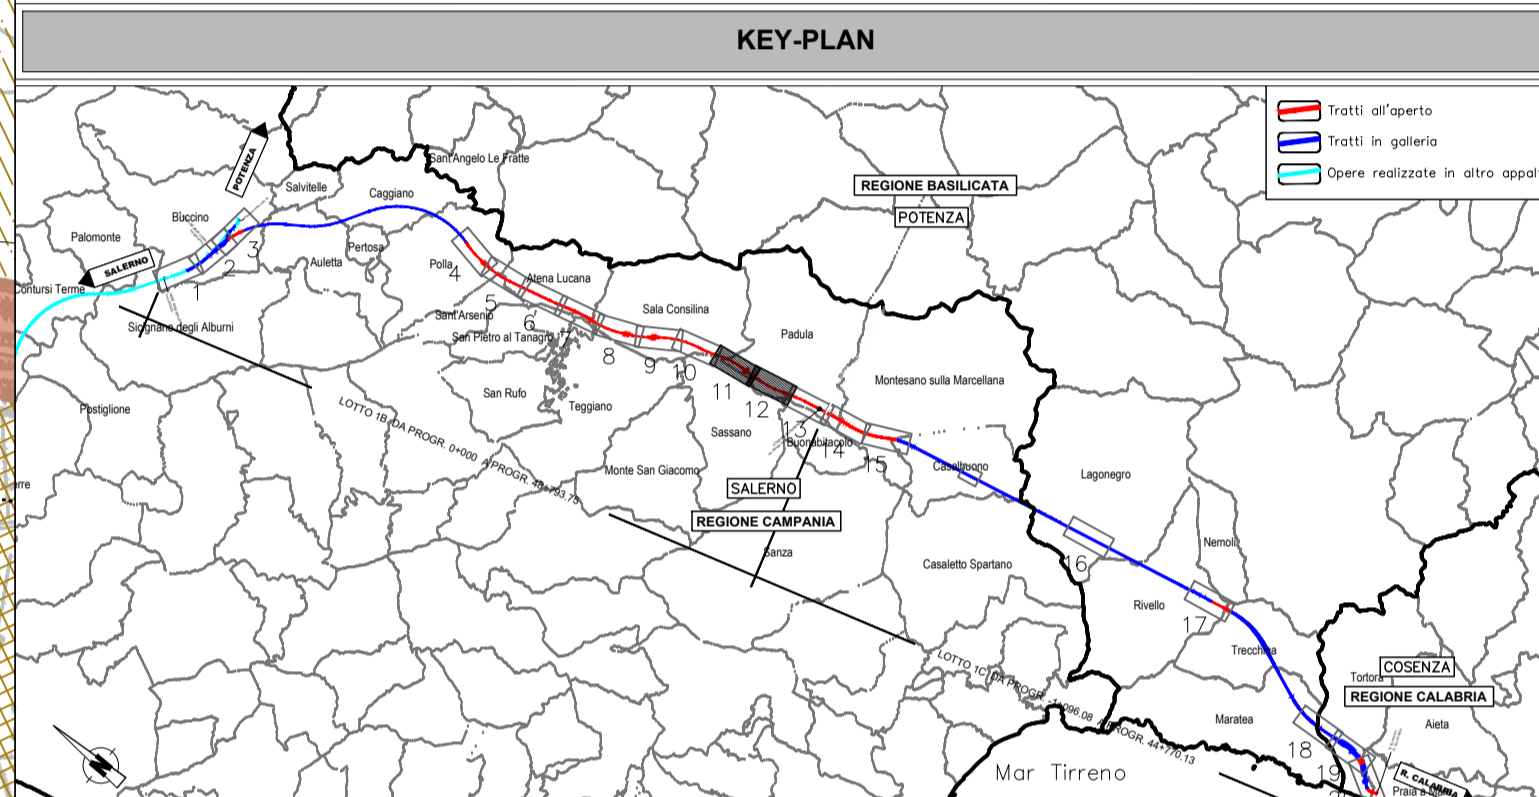 KEY-PLAN
Tratti all'aperto
Tratti in galleria
Opere realizzate in altro appalt
POTENZA
Sant'Angelo Le Fratte
Salvitelle
Caggiano
REGIONE BASILICATA
POTENZA
Buccino
Palomonte
SALERNO
Contursi Terme
Auletta
Pertosa
Polla
Atena Lucana
Sala Consilina
Padula
Sicignano degli Alburni
Sant'Arsenio
San Pietro al Tanagro
San Rufo
Teggiano
Postiglione
Montesano sulla Marcellana
Sassano
Buonabitacolo
Monte San Giacomo
Casalbuono
Lagonegro
SALERNO
REGIONE CAMPANIA
Sanza
Casaletto Spartano
Nemoli
Rivello
Trecchina
COSENZA
Tortora
REGIONE CALABRIA
Maratea
Aieta
Mar Tirreno
R. CALABRIA
Praia a Mare
1
2
3
4
5
6
7
8
9
10
11
12
13
14
15
16
17
18
19
N